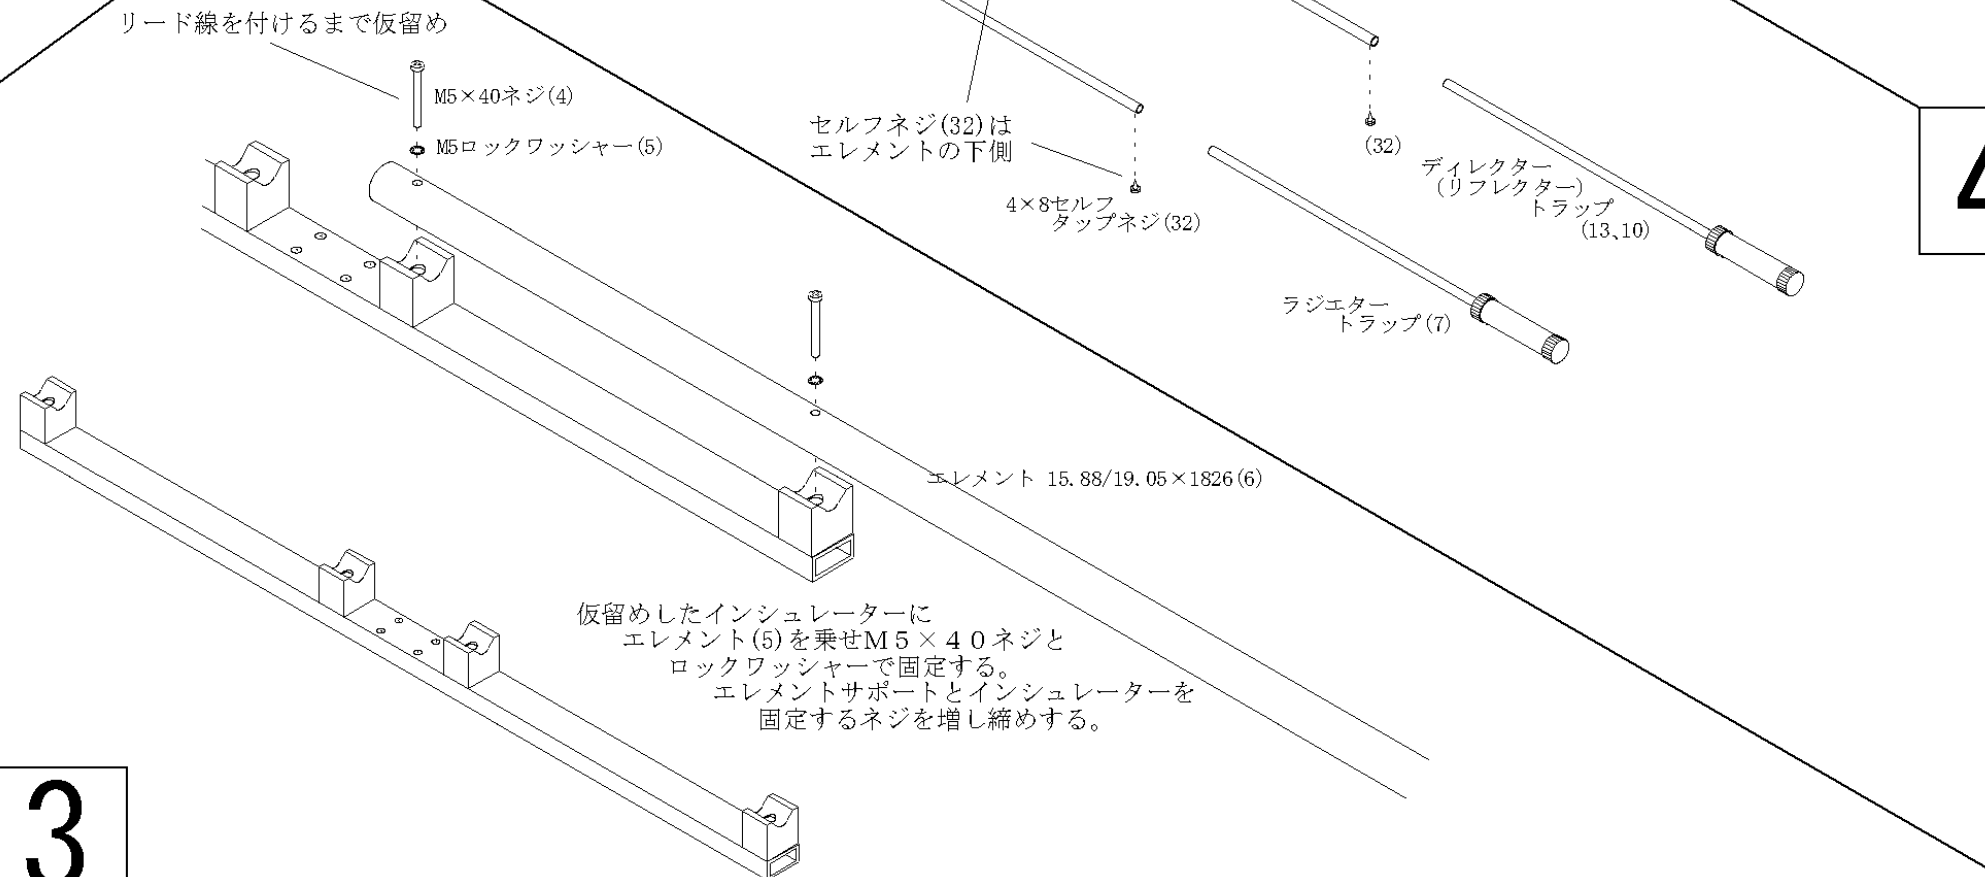 リード線を付けるまで仮留め
M5×40ネジ(4)
M5ロックワッシャー(5)
セルフネジ(32)は
エレメントの下側
4×8セルフ
タップネジ(32)
(32)
ディレクター
(リフレクター)
トラップ
(13、10)
ラジエター
トラップ(7)
4
エレメント 15.88/19.05×1826(6)
仮留めしたインシュレーターに
エレメント(5)を乗せM5×40ネジと
ロックワッシャーで固定する。
エレメントサポートとインシュレーターを
固定するネジを増し締めする。
3